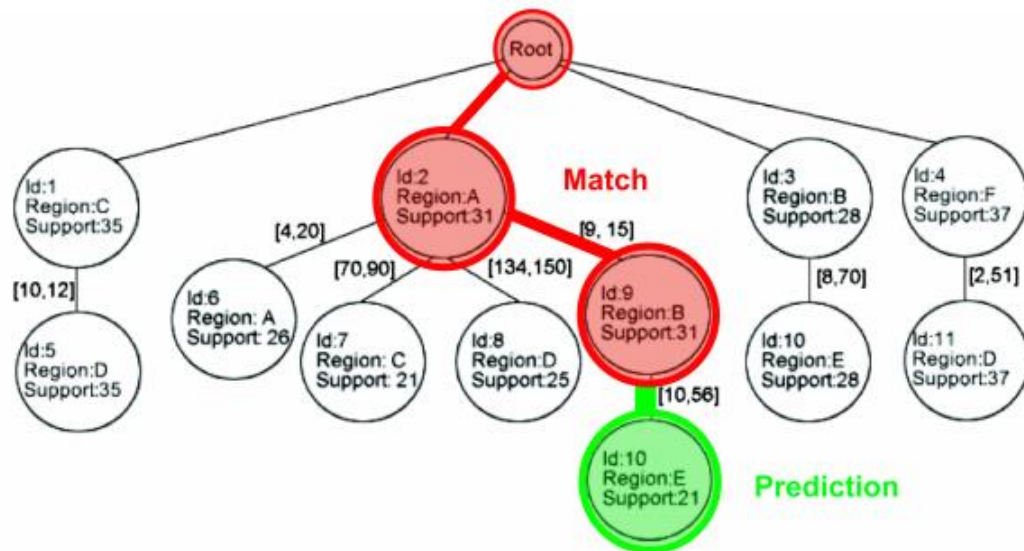 Root
Id:1
Region:C
Support:35
Id:2
Region:A
Support:31
Match
Id:3
Region:B
Support:28
Id:4
Region:F
Support:37
[10,12]
[4,20]
[70,90]
[134,150]
[9, 15]
[8,70]
[2,51]
Id:5
Region:D
Support:35
Id:6
Region: A
Support: 26
Id:7
Region: C
Support: 21
Id:8
Region:D
Support:25
Id:9
Region:B
Support:31
Id:10
Region:E
Support:28
Id:11
Region:D
Support:37
[10,56]
Id:10
Region:E
Support:21
Prediction